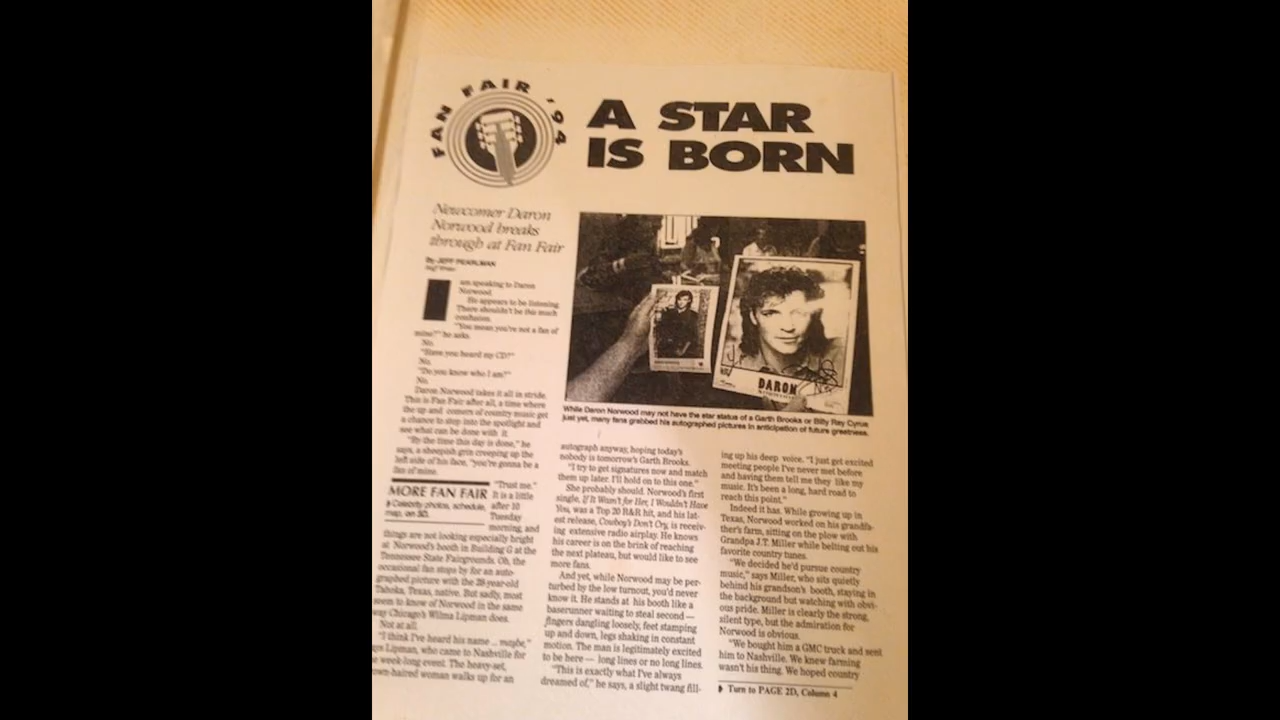 FAN FAIR '94
A STAR
IS BORN
Newcomer Daron
Norwood breaks
through at Fan Fair
By JEFF PEARLMAN
Staff Writer
I am speaking to Daron
Norwood.
He appears to be listening.
There shouldn't be this much
confusion.
"You mean you're not a fan of
mine?" he asks.
No.
"Have you heard my CD?"
No.
"Do you know who I am?"
No.
Daron Norwood takes it all in stride.
This is Fan Fair after all, a time where
the up and comers of country music get
a chance to step into the spotlight and
see what can be done with it.
"By the time this day is done," he
says, a sheepish grin creeping up the
left side of his face, "you're gonna be a
fan of mine.
"Trust me."
It is a little
after 10
Tuesday
morning, and
things are not looking especially bright
at Norwood's booth in Building G at the
Tennessee State Fairgrounds. Oh, the
occasional fan stops by for an auto-
graphed picture with the 28-year-old
Tahoka, Texas, native. But sadly, most
seem to know of Norwood in the same
way Chicago's Wilma Lipman does.
Not at all.
"I think I've heard his name ... maybe,"
says Lipman, who came to Nashville for
the week-long event. The heavy-set,
own-haired woman walks up for an
MORE FAN FAIR
Celebrity photos, schedule,
map, on 3D.
DARON
While Daron Norwood may not have the star status of a Garth Brooks or Billy Ray Cyrus
just yet, many fans grabbed his autographed pictures in anticipation of future greatness.
autograph anyway, hoping today's
nobody is tomorrow's Garth Brooks.
"I try to get signatures now and match
them up later. I'll hold on to this one."
She probably should. Norwood's first
single, If It Wasn't for Her, I Wouldn't Have
You, was a Top 20 R&R hit, and his lat-
est release, Cowboy's Don't Cry, is receiv-
ing extensive radio airplay. He knows
his career is on the brink of reaching
the next plateau, but would like to see
more fans.
And yet, while Norwood may be per-
turbed by the low turnout, you'd never
know it. He stands at his booth like a
baserunner waiting to steal second —
fingers dangling loosely, feet stamping
up and down, legs shaking in constant
motion. The man is legitimately excited
to be here — long lines or no long lines.
"This is exactly what I've always
dreamed of," he says, a slight twang fill-
ing up his deep voice. "I just get excited
meeting people I've never met before
and having them tell me they like my
music. It's been a long, hard road to
reach this point."
Indeed it has. While growing up in
Texas, Norwood worked on his grandfa-
ther's farm, sitting on the plow with
Grandpa J.T. Miller while belting out his
favorite country tunes.
"We decided he'd pursue country
music," says Miller, who sits quietly
behind his grandson's booth, staying in
the background but watching with obvi-
ous pride. Miller is clearly the strong,
silent type, but the admiration for
Norwood is obvious.
"We bought him a GMC truck and sent
him to Nashville. We knew farming
wasn't his thing. We hoped country
Turn to PAGE 2D, Column 4